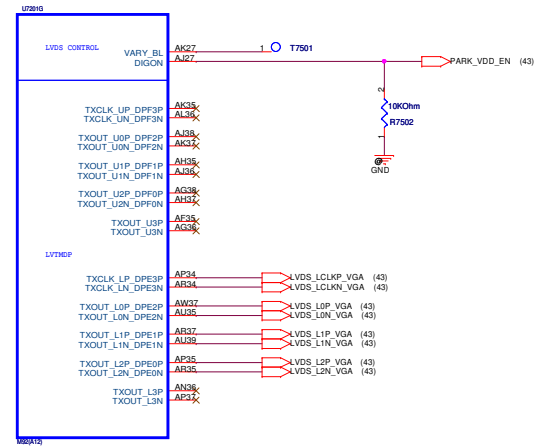 U7201G
LVDS CONTROL
VARY_BL AK27 1 T7501
DIGON AJ27 PARK_VDD_EN (43)
2
10KOhm
R7502
1
@
GND
TXCLK_UP_DPF3P AK35
TXCLK_UN_DPF3N AL36
TXOUT_U0P_DPF2P AJ38
TXOUT_U0N_DPF2N AK37
TXOUT_U1P_DPF1P AH35
TXOUT_U1N_DPF1N AJ36
TXOUT_U2P_DPF0P AG38
TXOUT_U2N_DPF0N AH37
TXOUT_U3P AF35
TXOUT_U3N AG36
LVTMDP
TXCLK_LP_DPE3P AP34 LVDS_LCLKP_VGA (43)
TXCLK_LN_DPE3N AR34 LVDS_LCLKN_VGA (43)
TXOUT_L0P_DPE2P AW37 LVDS_L0P_VGA (43)
TXOUT_L0N_DPE2N AU35 LVDS_L0N_VGA (43)
TXOUT_L1P_DPE1P AR37 LVDS_L1P_VGA (43)
TXOUT_L1N_DPE1N AU39 LVDS_L1N_VGA (43)
TXOUT_L2P_DPE0P AP35 LVDS_L2P_VGA (43)
TXOUT_L2N_DPE0N AR35 LVDS_L2N_VGA (43)
TXOUT_L3P AN36
TXOUT_L3N AP37
M92(A12)